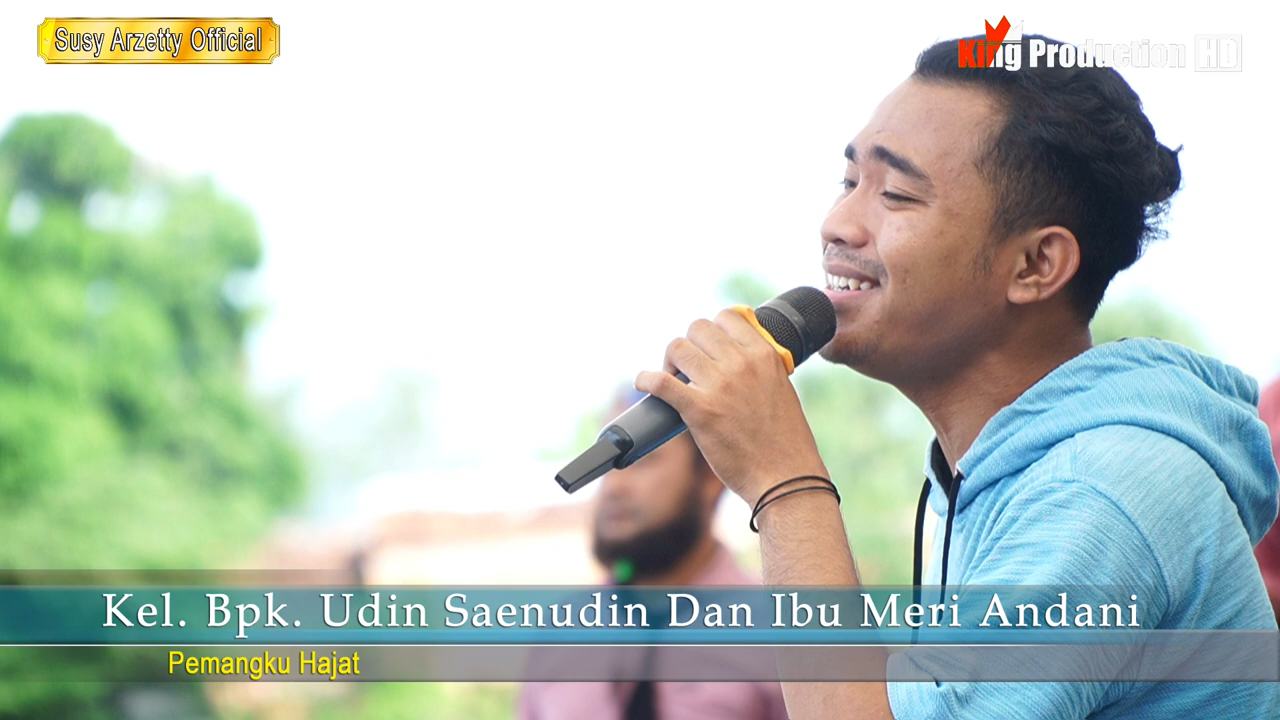 Susy Arzetty Official
King Production HD
Kel. Bpk. Udin Saenudin Dan Ibu Meri Andani
Pemangku Hajat